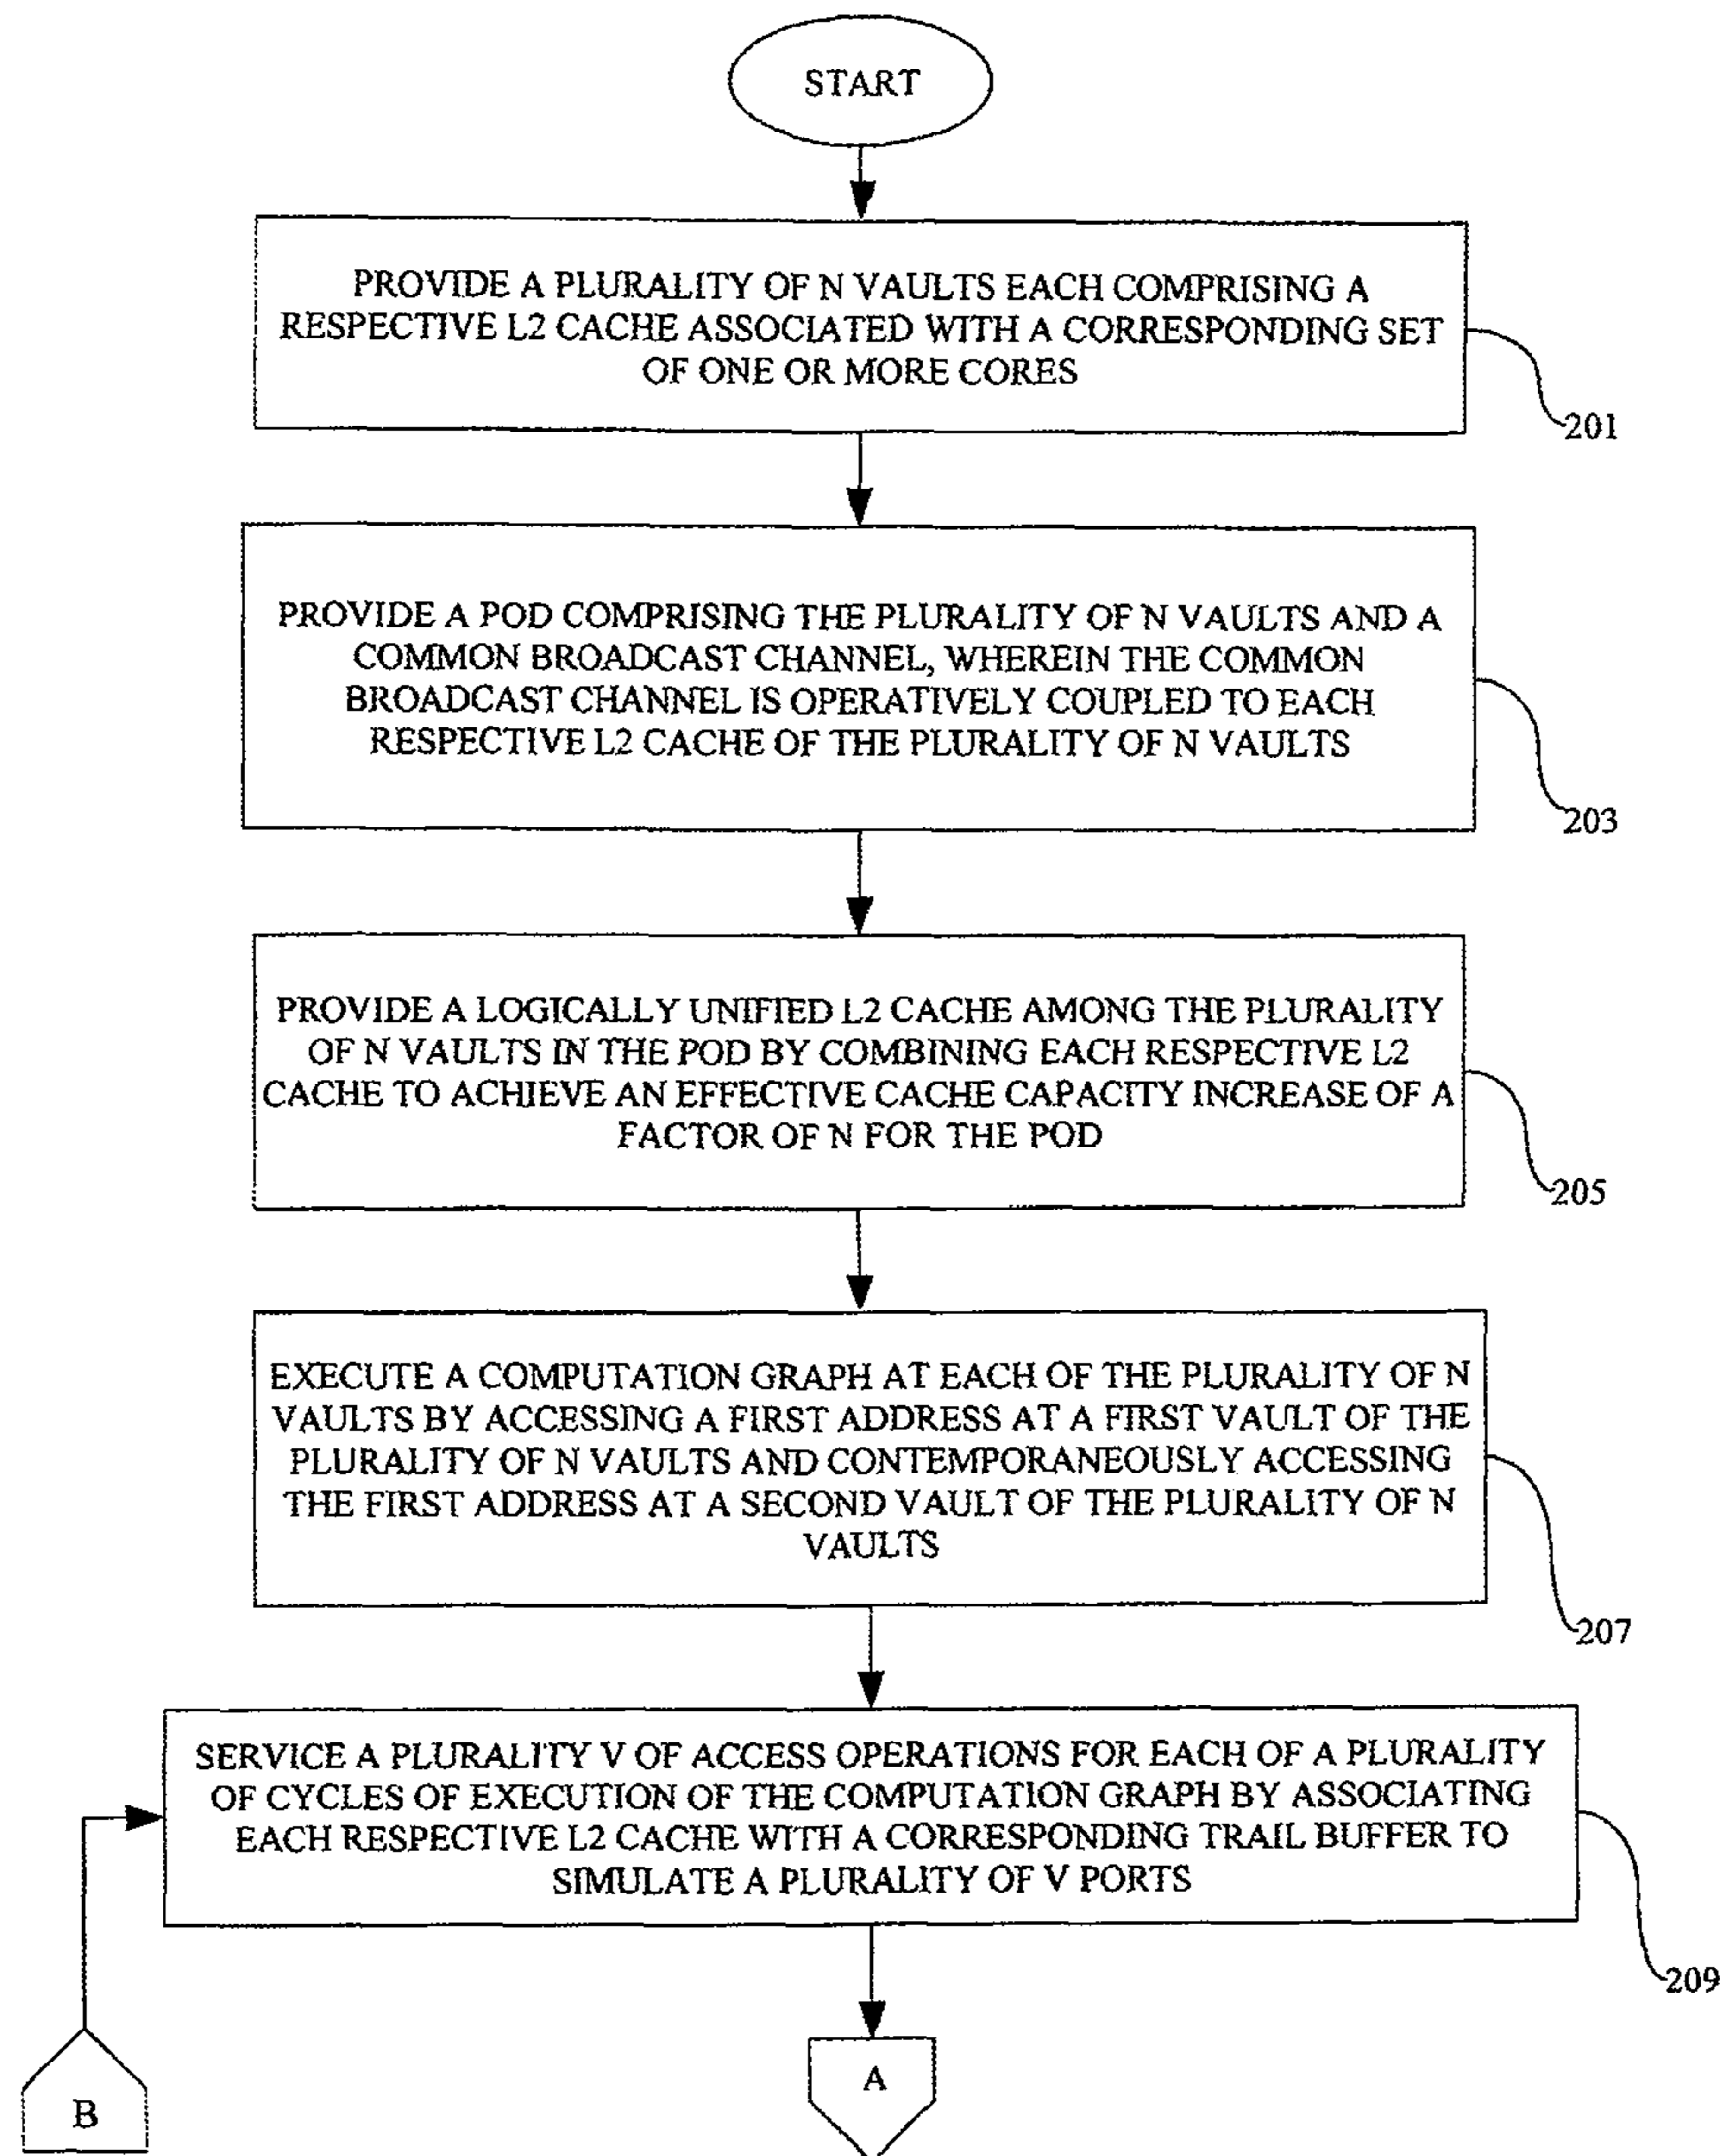 START
PROVIDE A PLURALITY OF N VAULTS EACH COMPRISING A
RESPECTIVE L2 CACHE ASSOCIATED WITH A CORRESPONDING SET
OF ONE OR MORE CORES
201
PROVIDE A POD COMPRISING THE PLURALITY OF N VAULTS AND A
COMMON BROADCAST CHANNEL, WHEREIN THE COMMON
BROADCAST CHANNEL IS OPERATIVELY COUPLED TO EACH
RESPECTIVE L2 CACHE OF THE PLURALITY OF N VAULTS
203
PROVIDE A LOGICALLY UNIFIED L2 CACHE AMONG THE PLURALITY
OF N VAULTS IN THE POD BY COMBINING EACH RESPECTIVE L2
CACHE TO ACHIEVE AN EFFECTIVE CACHE CAPACITY INCREASE OF A
FACTOR OF N FOR THE POD
205
EXECUTE A COMPUTATION GRAPH AT EACH OF THE PLURALITY OF N
VAULTS BY ACCESSING A FIRST ADDRESS AT A FIRST VAULT OF THE
PLURALITY OF N VAULTS AND CONTEMPORANEOUSLY ACCESSING
THE FIRST ADDRESS AT A SECOND VAULT OF THE PLURALITY OF N
VAULTS
207
SERVICE A PLURALITY V OF ACCESS OPERATIONS FOR EACH OF A PLURALITY
OF CYCLES OF EXECUTION OF THE COMPUTATION GRAPH BY ASSOCIATING
EACH RESPECTIVE L2 CACHE WITH A CORRESPONDING TRAIL BUFFER TO
SIMULATE A PLURALITY OF V PORTS
209
B
A